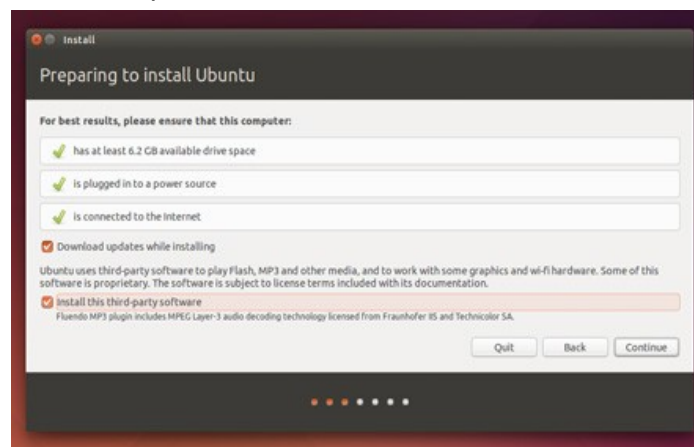 Install
Preparing to install Ubuntu
For best results, please ensure that this computer:
has at least 6.2 GB available drive space
is plugged in to a power source
is connected to the Internet
Download updates while installing
Ubuntu uses third-party software to play Flash, MP3 and other media, and to work with some graphics and wi-fi hardware. Some of this
software is proprietary. The software is subject to license terms included with its documentation.
Install this third-party software
Fluendo MP3 plugin includes MPEG Layer-3 audio decoding technology licensed from Fraunhofer IIS and Technicolor SA.
Quit Back Continue